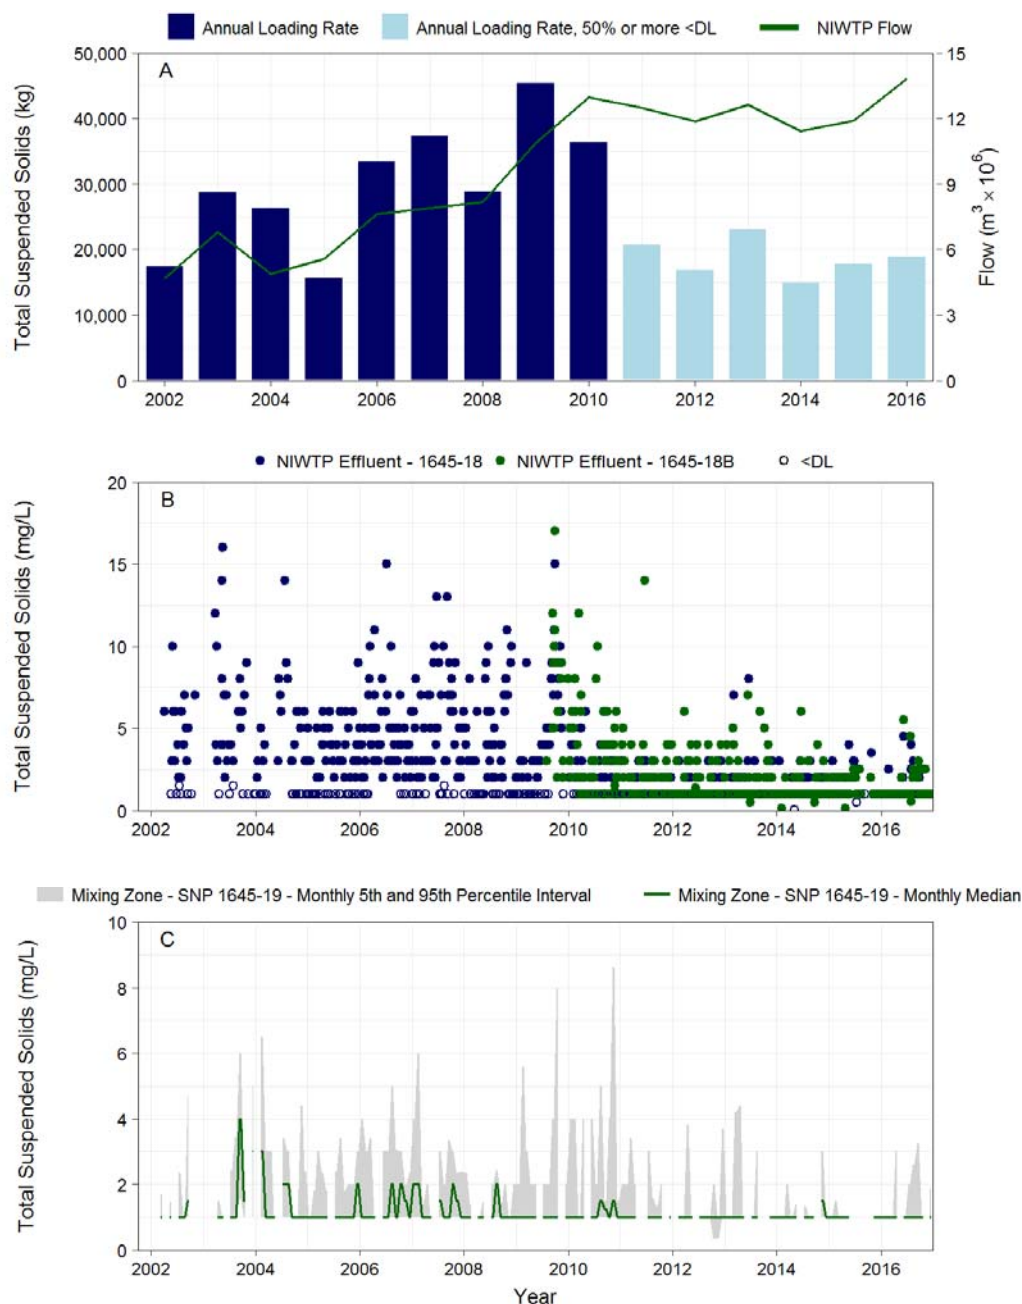 Annual Loading Rate Annual Loading Rate, 50% or more <DL NIWTP Flow
A
Total Suspended Solids (kg)
50,000
40,000
30,000
20,000
10,000
0
Flow (m³ × 10⁶)
15
12
9
6
3
0
2002 2004 2006 2008 2010 2012 2014 2016
NIWTP Effluent - 1645-18 NIWTP Effluent - 1645-18B <DL
B
Total Suspended Solids (mg/L)
20
15
10
5
0
2002 2004 2006 2008 2010 2012 2014 2016
Mixing Zone - SNP 1645-19 - Monthly 5th and 95th Percentile Interval Mixing Zone - SNP 1645-19 - Monthly Median
C
Total Suspended Solids (mg/L)
10
8
6
4
2
0
2002 2004 2006 2008 2010 2012 2014 2016
Year